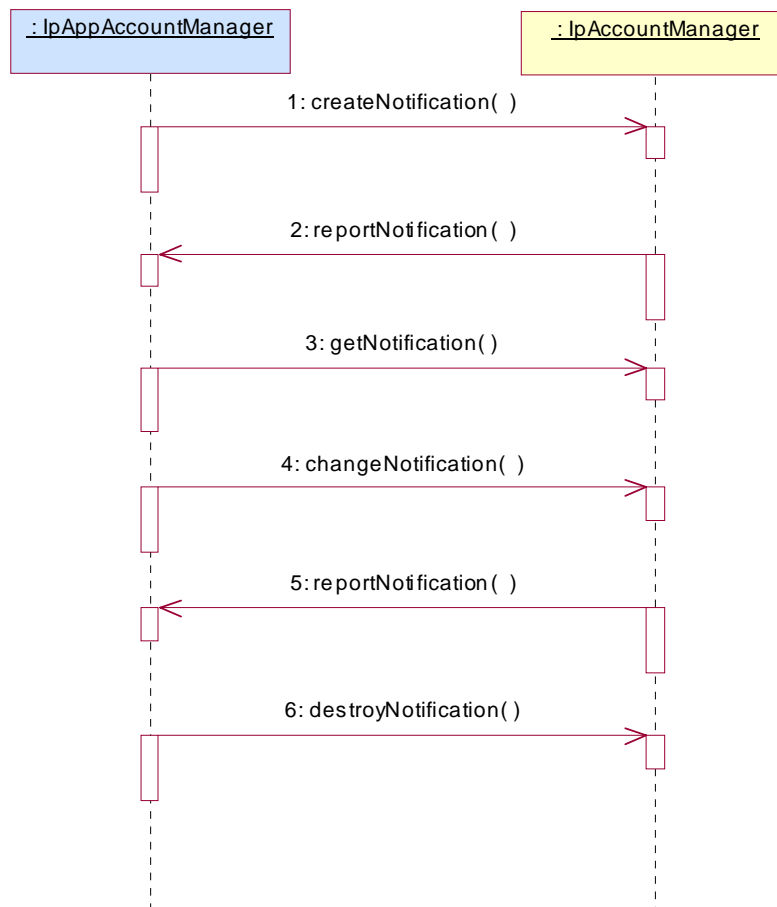 : IpAppAccountManager
: IpAccountManager
1: createNotification( )
2: reportNotification( )
3: getNotification( )
4: changeNotification( )
5: reportNotification( )
6: destroyNotification( )